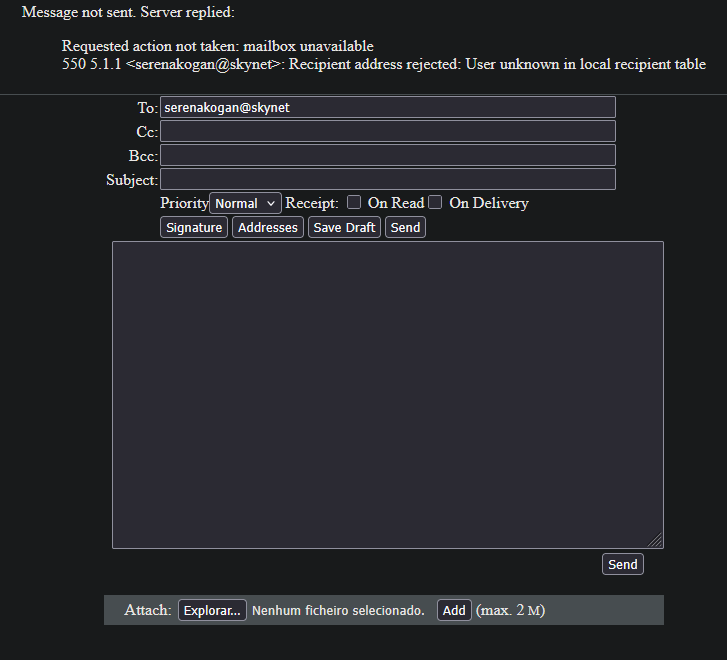 Message not sent. Server replied:
Requested action not taken: mailbox unavailable
550 5.1.1 <serenakogan@skynet>: Recipient address rejected: User unknown in local recipient table
To: serenakogan@skynet
Cc:
Bcc:
Subject:
Priority Normal Receipt: On Read On Delivery
Signature Addresses Save Draft Send
Send
Attach: Explorar... Nenhum ficheiro selecionado. Add (max. 2 M)